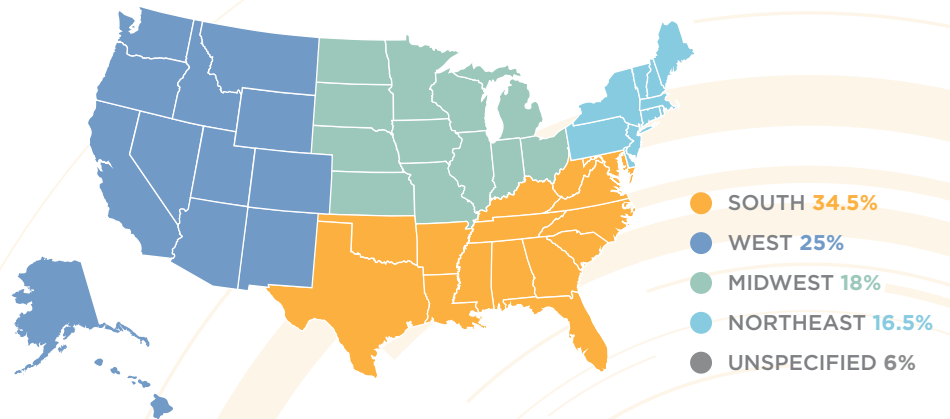 SOUTH 34.5%
WEST 25%
MIDWEST 18%
NORTHEAST 16.5%
UNSPECIFIED 6%